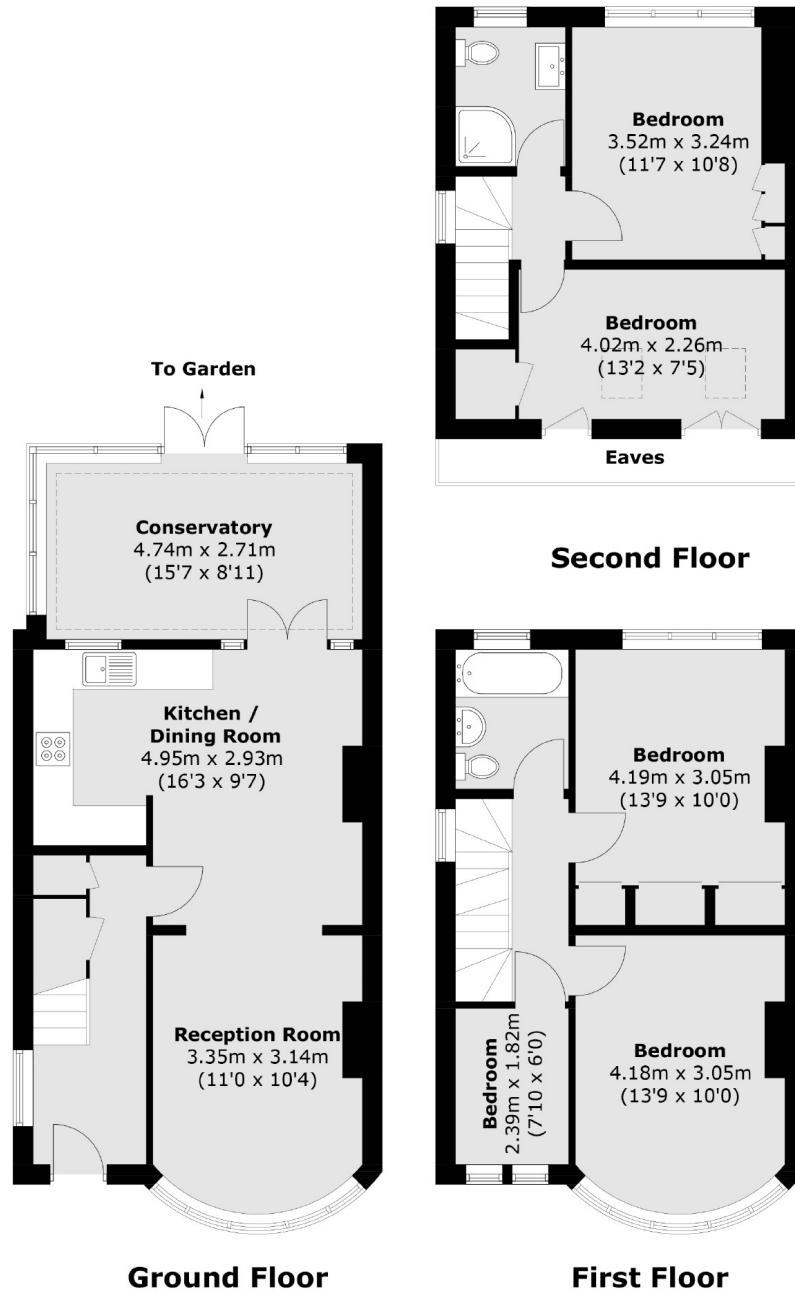 Bedroom
3.52m x 3.24m
(11'7 x 10'8)
Bedroom
4.02m x 2.26m
(13'2 x 7'5)
Eaves
Second Floor
To Garden
Conservatory
4.74m x 2.71m
(15'7 x 8'11)
Kitchen /
Dining Room
4.95m x 2.93m
(16'3 x 9'7)
Reception Room
3.35m x 3.14m
(11'0 x 10'4)
Ground Floor
Bedroom
4.19m x 3.05m
(13'9 x 10'0)
Bedroom
2.39m x 1.82m
(7'10 x 6'0)
Bedroom
4.18m x 3.05m
(13'9 x 10'0)
First Floor